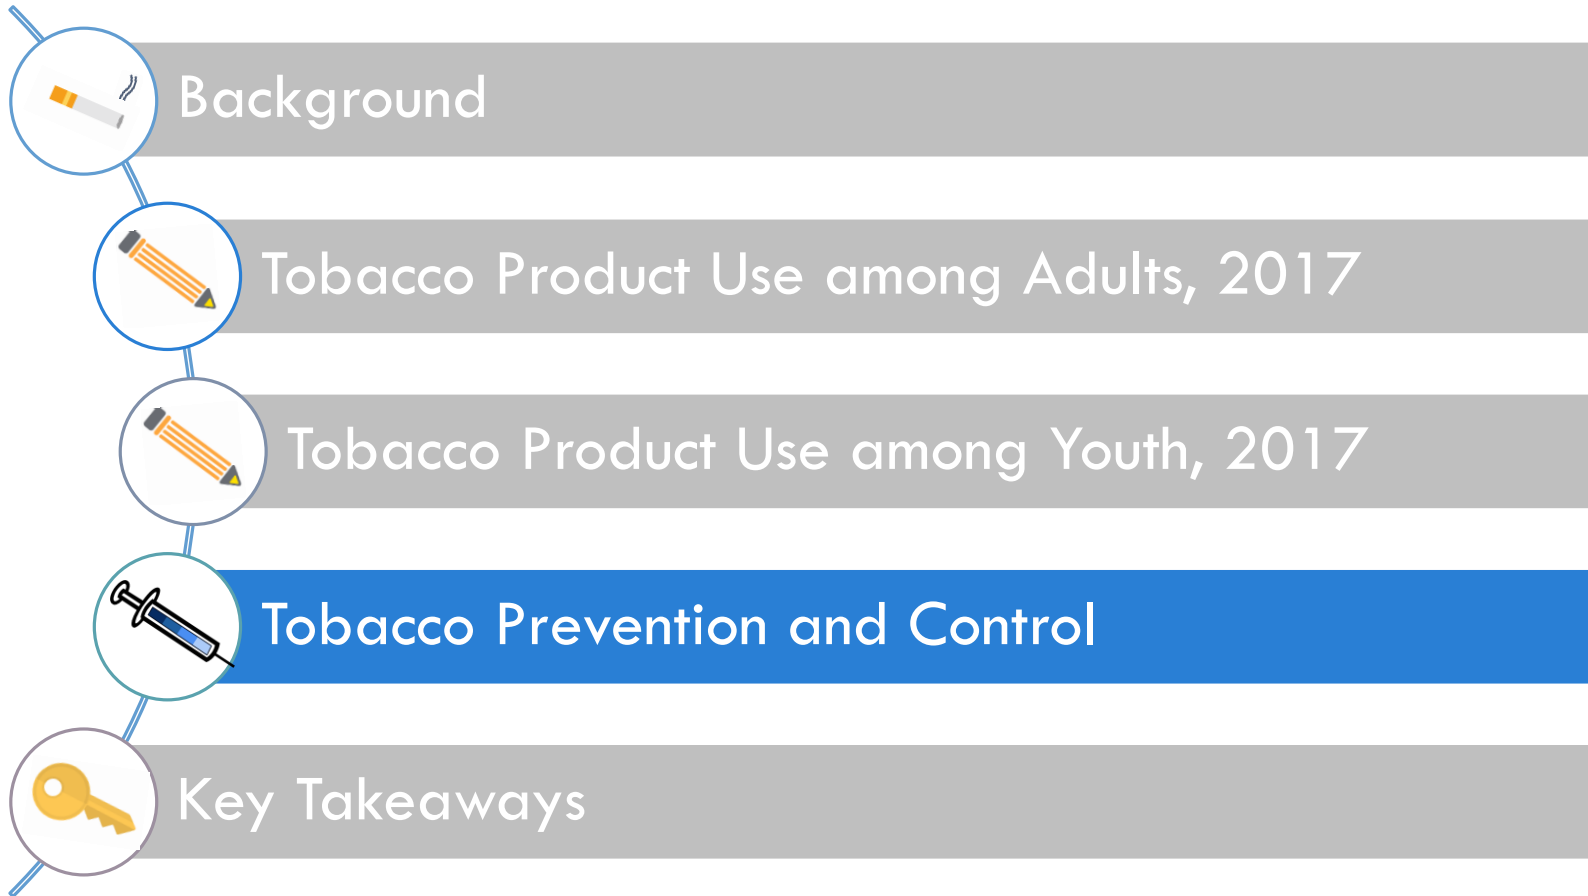 Background
Tobacco Product Use among Adults, 2017
Tobacco Product Use among Youth, 2017
Tobacco Prevention and Control
Key Takeaways